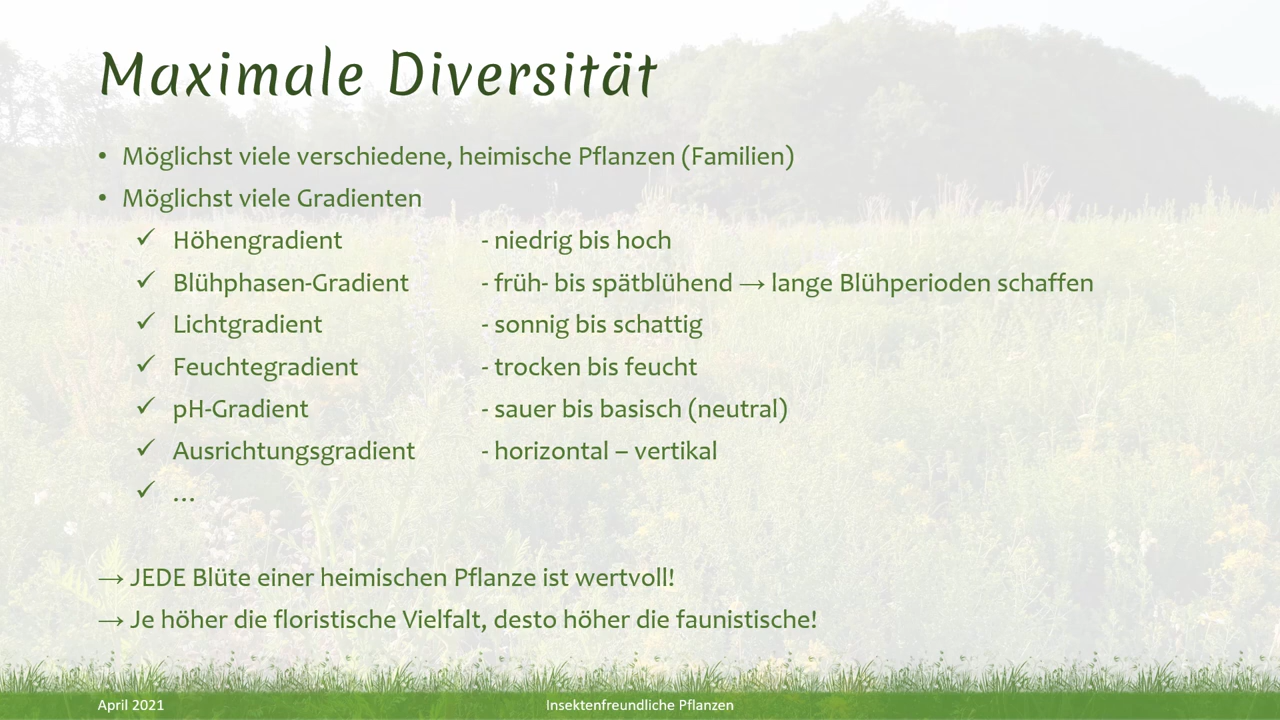 Maximale Diversität
• Möglichst viele verschiedene, heimische Pflanzen (Familien)
• Möglichst viele Gradienten
✓ Höhengradient - niedrig bis hoch
✓ Blühphasen-Gradient - früh- bis spätblühend → lange Blühperioden schaffen
✓ Lichtgradient - sonnig bis schattig
✓ Feuchtegradient - trocken bis feucht
✓ pH-Gradient - sauer bis basisch (neutral)
✓ Ausrichtungsgradient - horizontal – vertikal
✓ …
→ JEDE Blüte einer heimischen Pflanze ist wertvoll!
→ Je höher die floristische Vielfalt, desto höher die faunistische!
April 2021 Insektenfreundliche Pflanzen